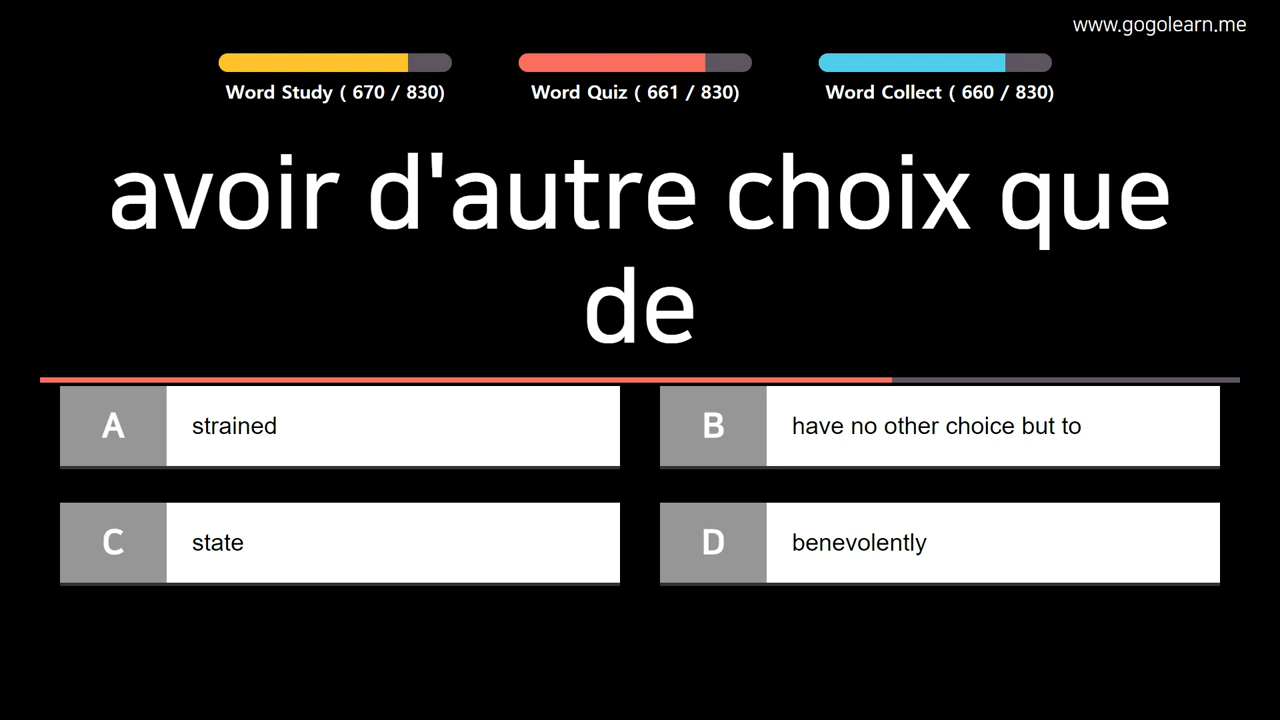 www.gogolearn.me
Word Study ( 670 / 830)
Word Quiz ( 661 / 830)
Word Collect ( 660 / 830)
avoir d'autre choix que
de
A strained
B have no other choice but to
C state
D benevolently